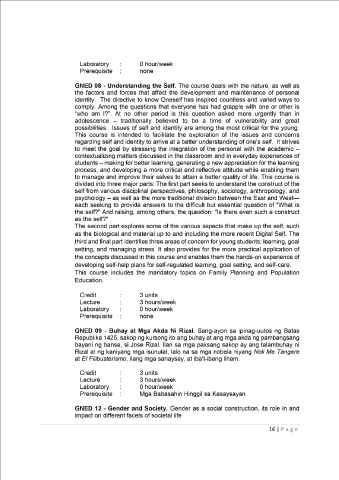 Laboratory : 0 hour/week
Prerequisite : none
GNED 08 - Understanding the Self. The course deals with the nature, as well as
the factors and forces that affect the development and maintenance of personal
identity. The directive to know Oneself has inspired countless and varied ways to
comply. Among the questions that everyone has had grapple with one or other is
"who am I?". At no other period is this question asked more urgently than in
adolescence – traditionally believed to be a time of vulnerability and great
possibilities. Issues of self and identity are among the most critical for the young.
This course is intended to facilitate the exploration of the issues and concerns
regarding self and identity to arrive at a better understanding of one's self. It strives
to meet the goal by stressing the integration of the personal with the academic –
contextualizing matters discussed in the classroom and in everyday experiences of
students – making for better learning, generating a new appreciation for the learning
process, and developing a more critical and reflective attitude while enabling them
to manage and improve their selves to attain a better quality of life. This course is
divided into three major parts: The first part seeks to understand the construct of the
self from various disciplinal perspectives, philosophy, sociology, anthropology, and
psychology – as well as the more traditional division between the East and West—
each seeking to provide answers to the difficult but essential question of "What is
the self?" And raising, among others, the question: "Is there even such a construct
as the self?"
The second part explores some of the various aspects that make up the self, such
as the biological and material up to and including the more recent Digital Self. The
third and final part identifies three areas of concern for young students: learning, goal
setting, and managing stress. It also provides for the more practical application of
the concepts discussed in this course and enables them the hands-on experience of
developing self-help plans for self-regulated learning, goal setting, and self-care.
This course includes the mandatory topics on Family Planning and Population
Education.
Credit : 3 units
Lecture : 3 hours/week
Laboratory : 0 hour/week
Prerequisite : none
GNED 09 - Buhay at Mga Akda Ni Rizal. Sang-ayon sa ipinag-uutos ng Batas
Republika 1425, sakop ng kursong ito ang buhay at ang mga akda ng pambangsang
bayani ng bansa, si Jose Rizal. Ilan sa mga paksang sakop ay ang talambuhay ni
Rizal at ng kaniyang mga isunulat, lalo na sa mga nobela niyang Noli Me Tangere
at El Filibusterismo, ilang mga sanaysay, at iba't-ibang liham.
Credit : 3 units
Lecture : 3 hours/week
Laboratory : 0 hour/week
Prerequisite : Mga Babasahin Hinggil sa Kasaysayan
GNED 12 - Gender and Society. Gender as a social construction, its role in and
impact on different facets of societal life
16 | Page